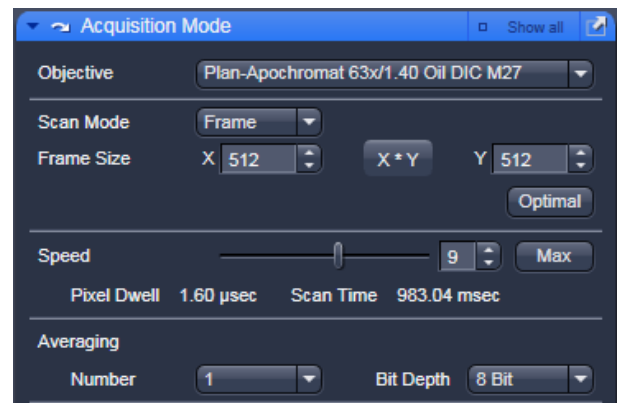 Acquisition Mode Show all
Objective Plan-Apochromat 63x/1.40 Oil DIC M27
Scan Mode Frame
Frame Size X 512 X * Y Y 512
Optimal
Speed 9 Max
Pixel Dwell 1.60 µsec Scan Time 983.04 msec
Averaging
Number 1 Bit Depth 8 Bit